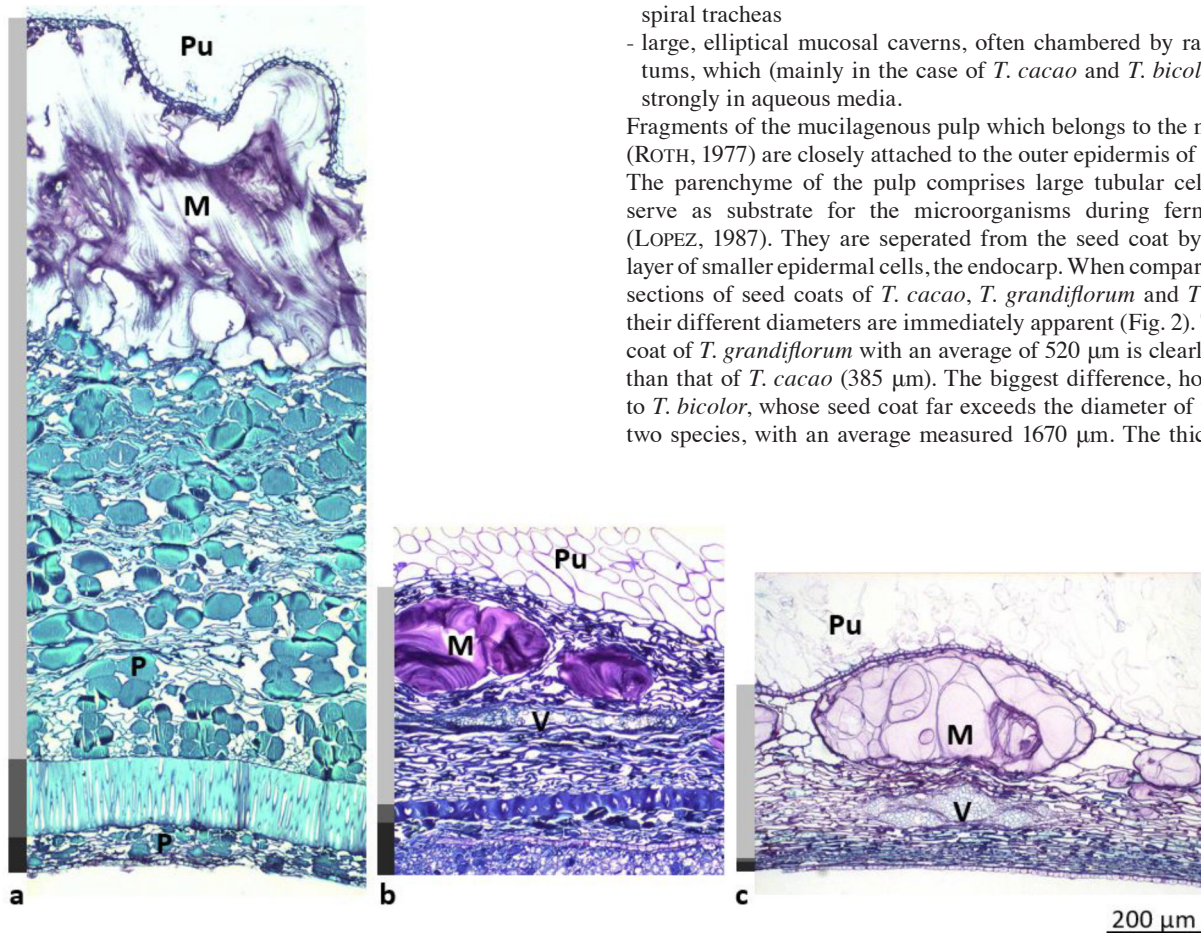 spiral tracheas
- large, elliptical mucosal caverns, often chambered by ra
tums, which (mainly in the case of T. cacao and T. bicol
strongly in aqueous media.
Fragments of the mucilagenous pulp which belongs to the m
(ROTH, 1977) are closely attached to the outer epidermis of
The parenchyme of the pulp comprises large tubular cel
serve as substrate for the microorganisms during ferm
(LOPEZ, 1987). They are seperated from the seed coat by
layer of smaller epidermal cells, the endocarp. When compar
sections of seed coats of T. cacao, T. grandiflorum and T
their different diameters are immediately apparent (Fig. 2).
coat of T. grandiflorum with an average of 520 µm is clearl
than that of T. cacao (385 µm). The biggest difference, ho
to T. bicolor, whose seed coat far exceeds the diameter of
two species, with an average measured 1670 µm. The thic
Pu
M
P
P
a
Pu
M
V
b
Pu
M
V
c
200 µm